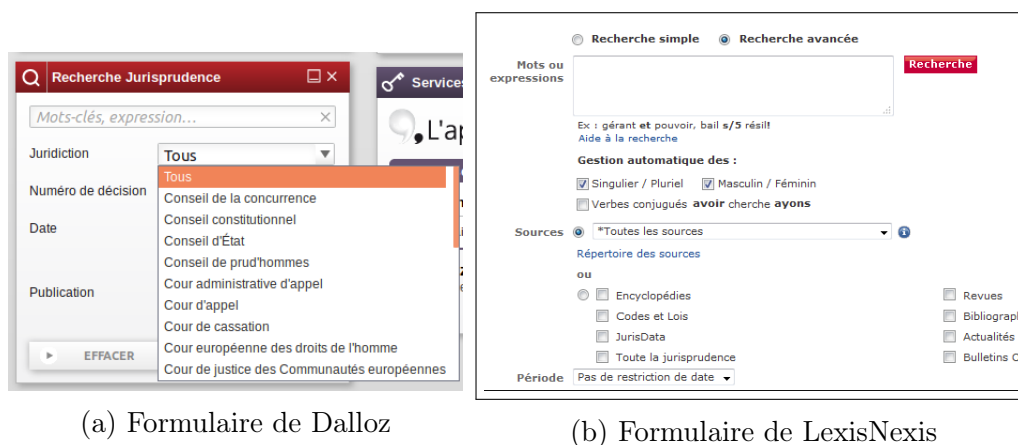 Recherche Jurisprudence
Mots-clés, expression...
Juridiction
Tous
Tous
Numéro de décision
Conseil de la concurrence
Conseil constitutionnel
Date
Conseil d'État
Conseil de prud'hommes
Cour administrative d'appel
Publication
Cour d'appel
Cour de cassation
EFFACER
Cour européenne des droits de l'homme
Cour de justice des Communautés européennes
Services
L'ap
(a) Formulaire de Dalloz
Recherche simple Recherche avancée
Mots ou expressions
Recherche
Ex : gérant et pouvoir, bail s/5 résil!
Aide à la recherche
Gestion automatique des :
Singulier / Pluriel Masculin / Féminin
Verbes conjugués avoir cherche ayons
Sources *Toutes les sources
Répertoire des sources
ou
Encyclopédies Revues
Codes et Lois Bibliograp
JurisData Actualités
Toute la jurisprudence Bulletins
Période Pas de restriction de date
(b) Formulaire de LexisNexis